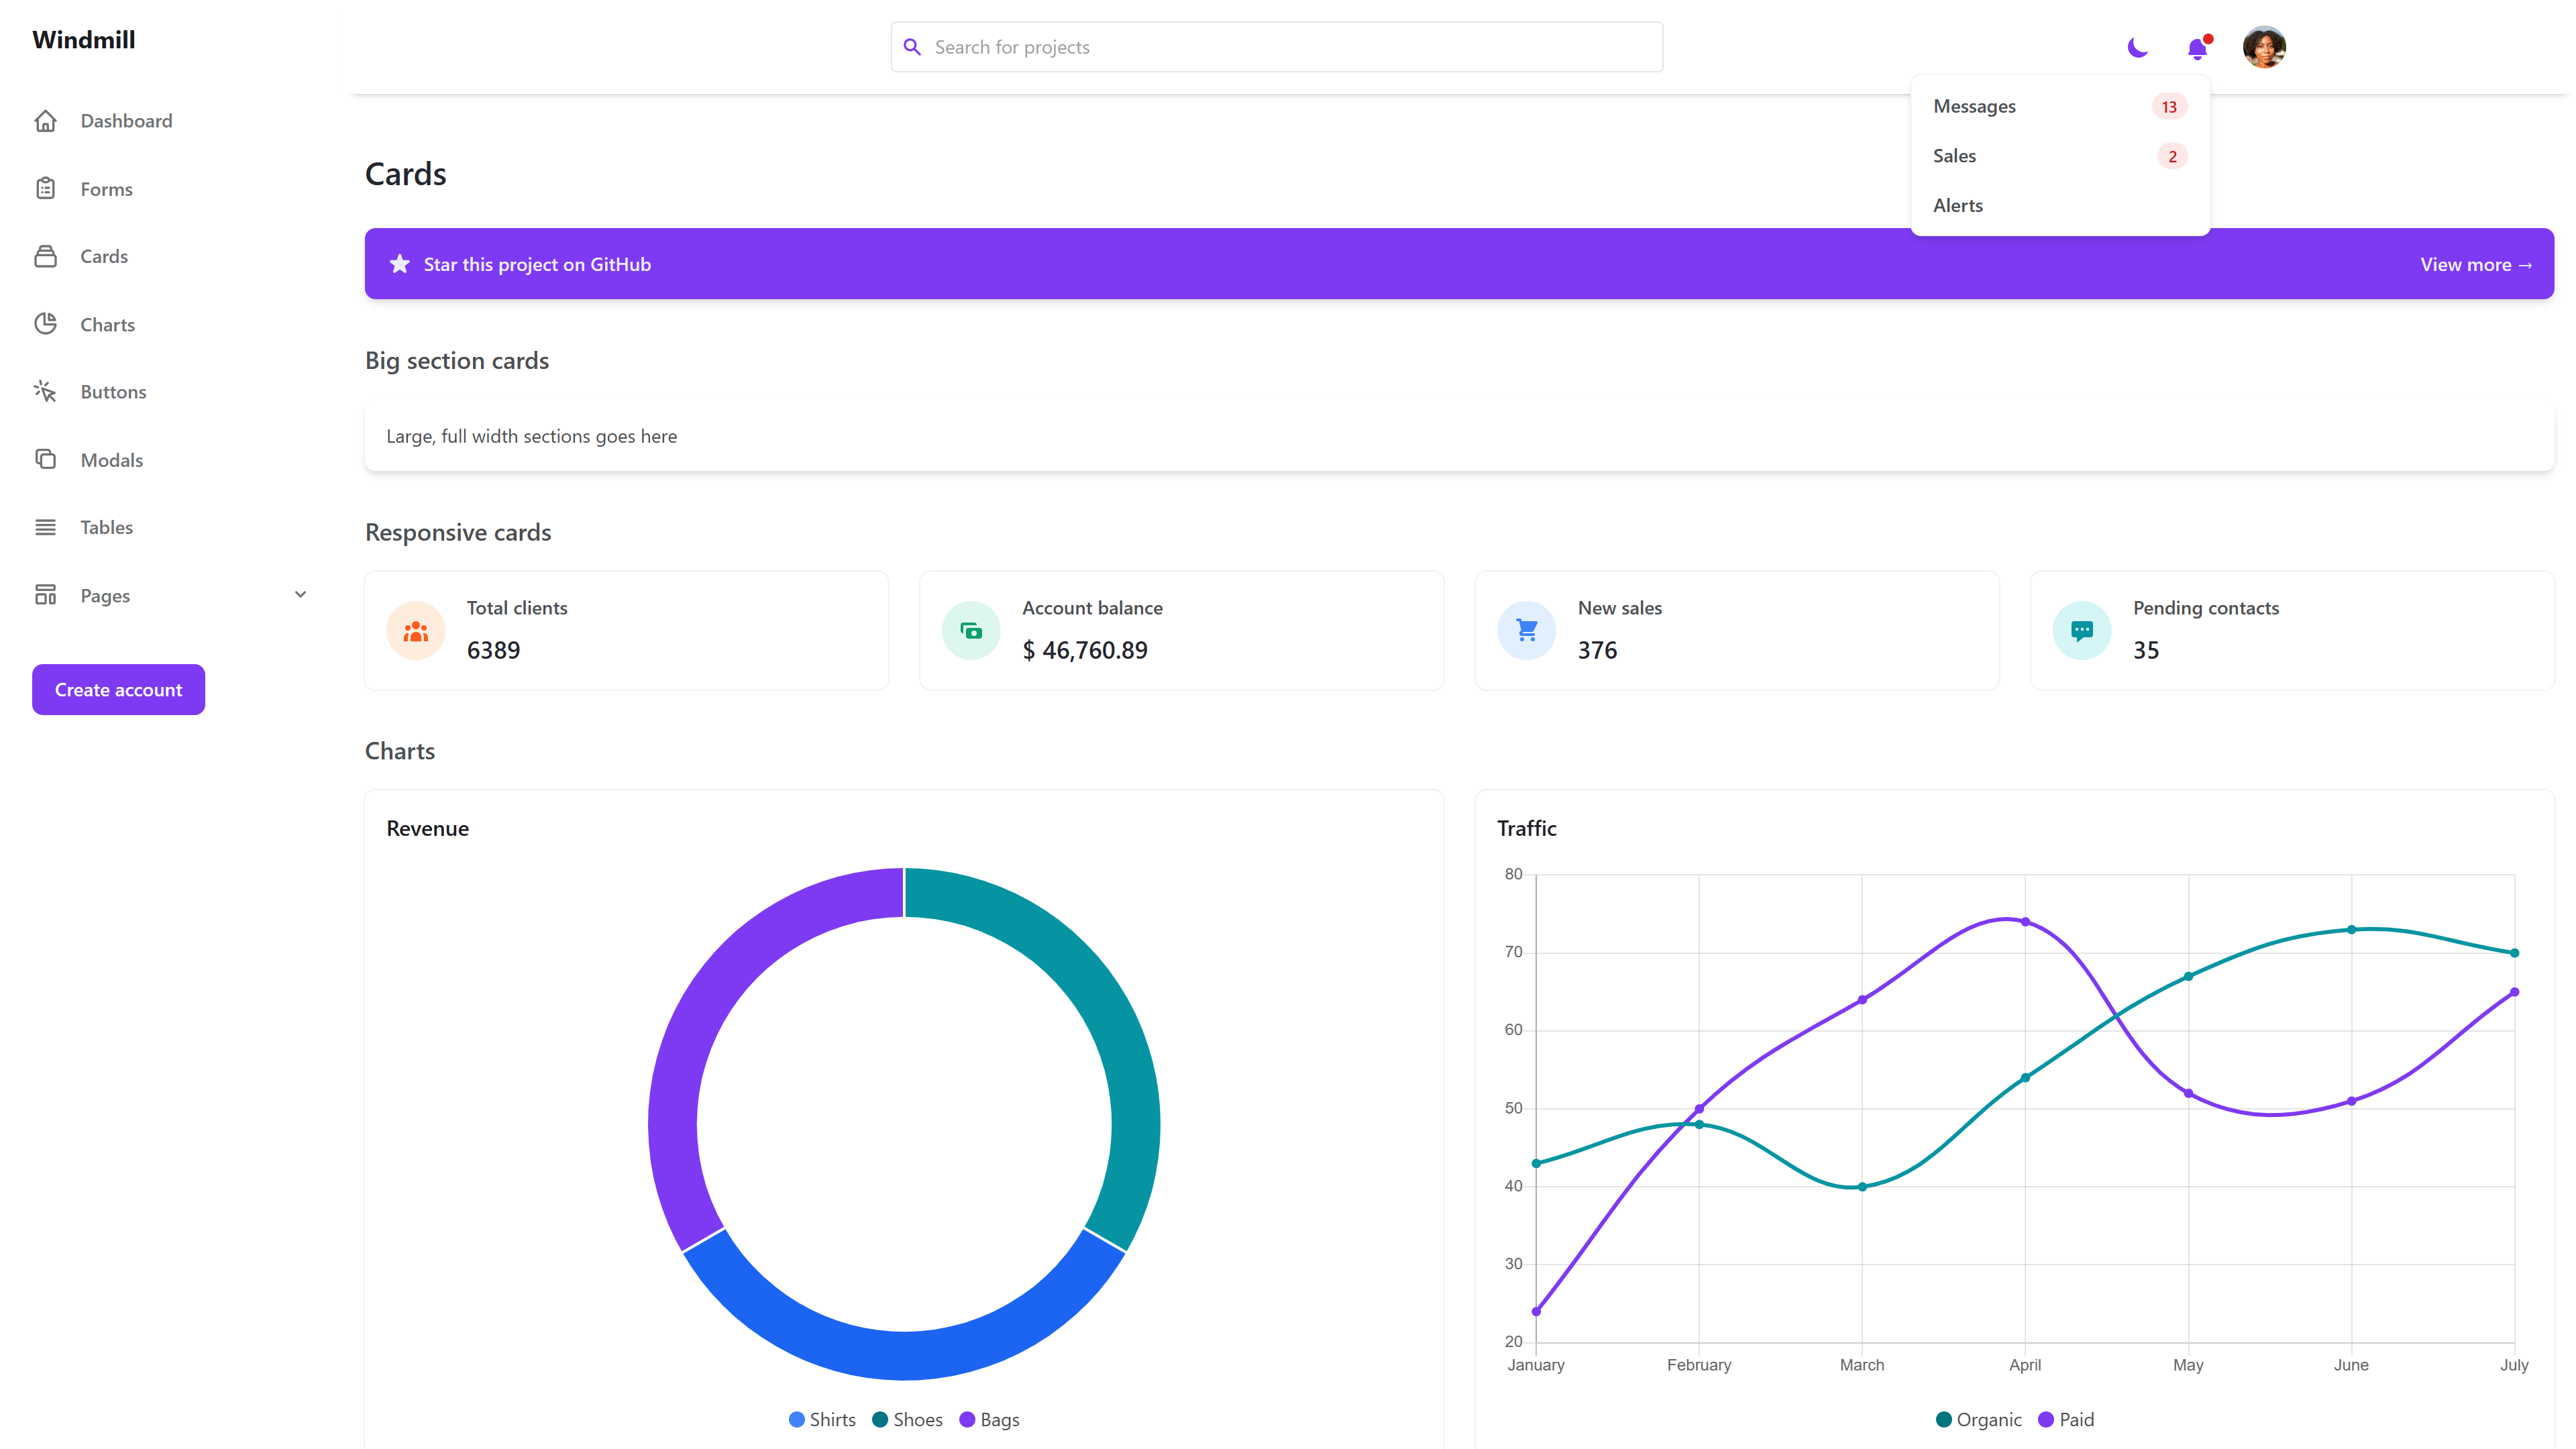 Windmill
Search for projects
Messages 13
Sales 2
Alerts
Dashboard
Forms
Cards
Charts
Buttons
Modals
Tables
Pages
Create account
Cards
Star this project on GitHub
View more →
Big section cards
Large, full width sections goes here
Responsive cards
Total clients
6389
Account balance
$ 46,760.89
New sales
376
Pending contacts
35
Charts
Revenue
Shirts Shoes Bags
Traffic
80
70
60
50
40
30
20
January February March April May June July
Organic Paid